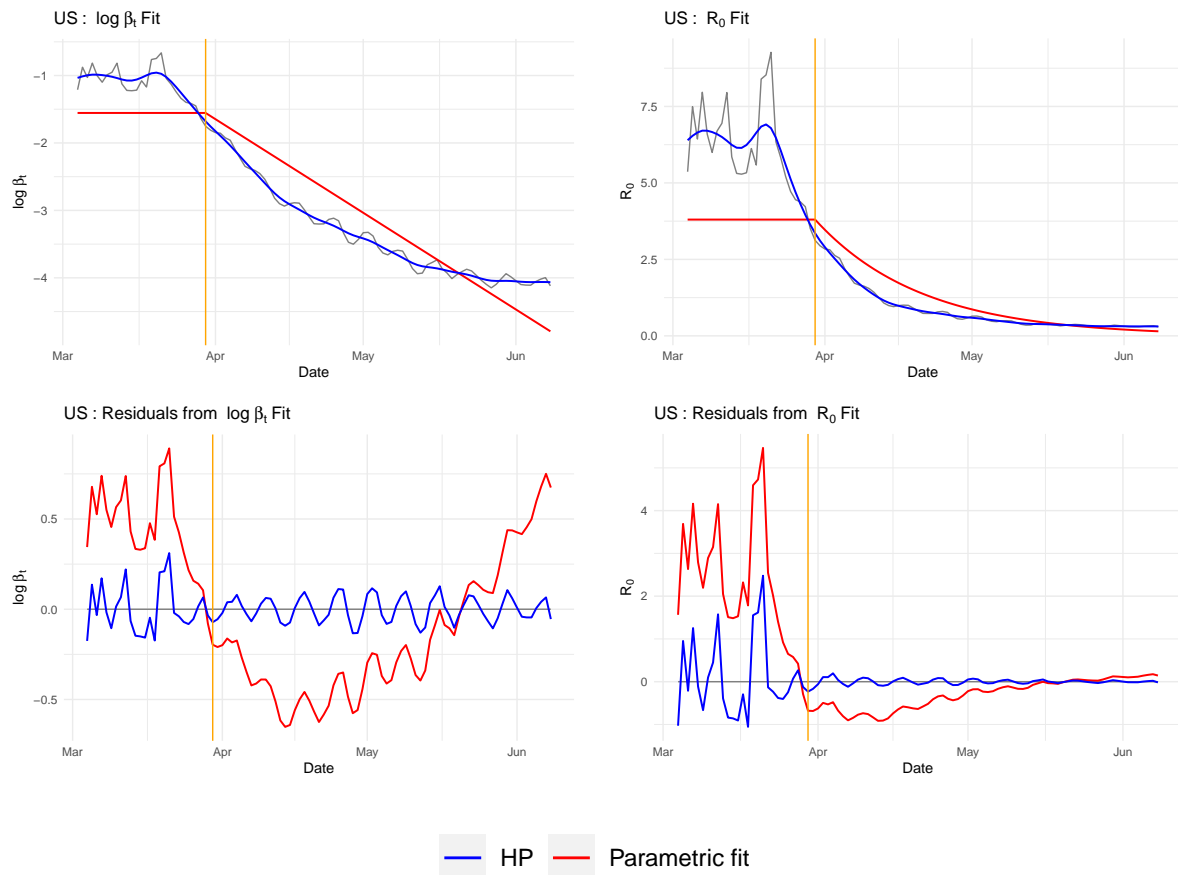 US : log βt Fit
−1
−2
−3
−4
log βt
Mar
Apr
May
Jun
Date
US : R0 Fit
7.5
5.0
2.5
0.0
R0
Mar
Apr
May
Jun
Date
US : Residuals from log βt Fit
0.5
0.0
−0.5
log βt
Mar
Apr
May
Jun
Date
US : Residuals from R0 Fit
4
2
0
R0
Mar
Apr
May
Jun
Date
HP
Parametric fit